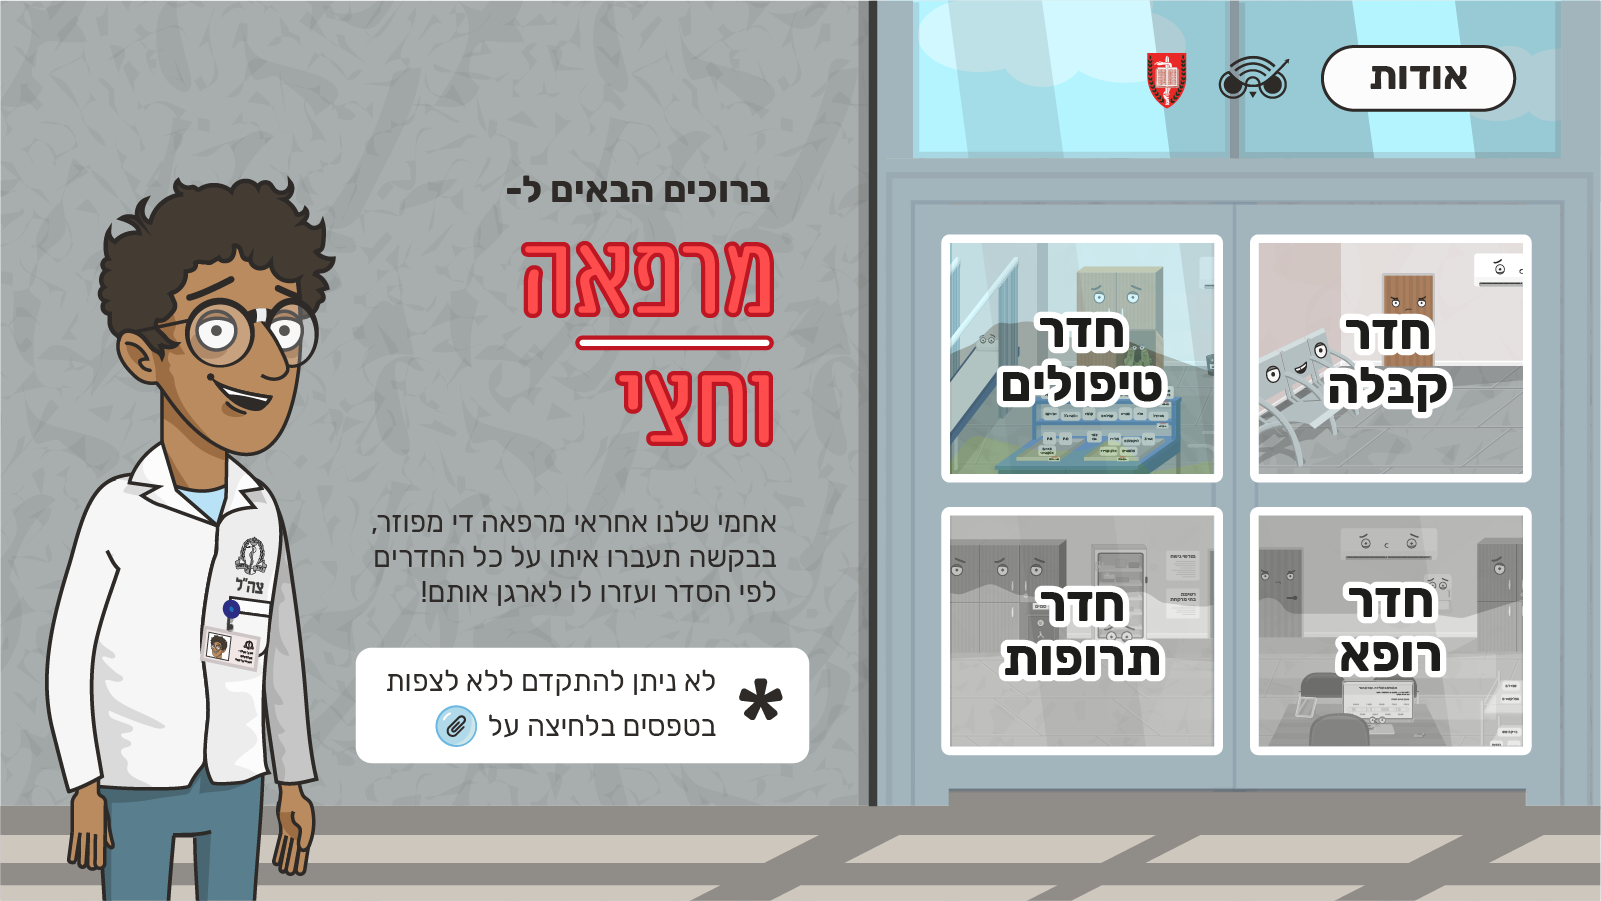 אודות
ברוכים הבאים ל-
מרפאה
וחצי
אחמי שלנו אחראי מרפאה די מפוזר,
בבקשה תעברו איתו על כל החדרים
לפי הסדר ועזרו לו לארגן אותם!
* לא ניתן להתקדם ללא לצפות
בטפסים בלחיצה על
חדר
קבלה
חדר
טיפולים
חדר
רופא
חדר
תרופות
צה"ל